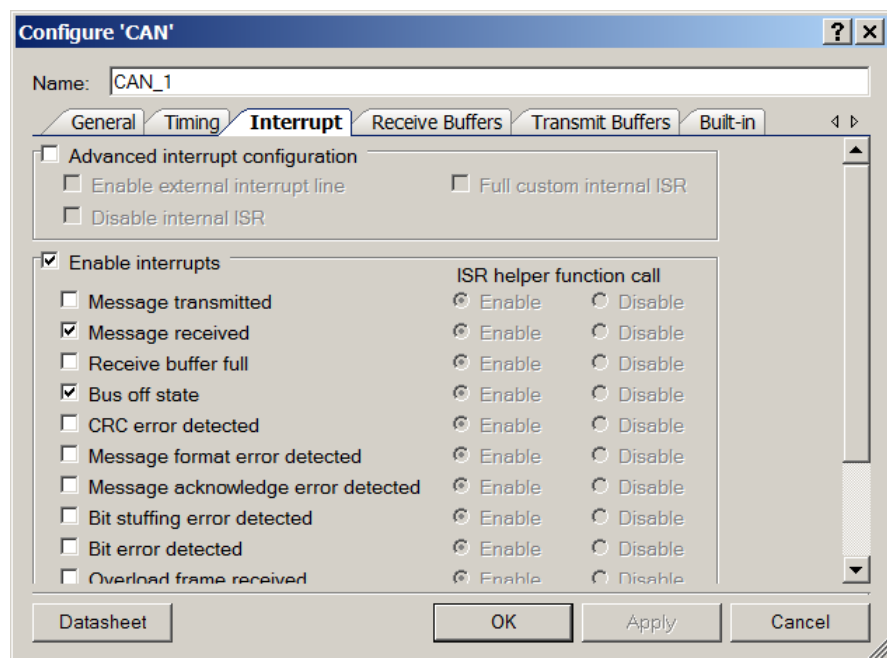 Configure 'CAN'
Name: CAN_1
General Timing Interrupt Receive Buffers Transmit Buffers Built-in
Advanced interrupt configuration
Enable external interrupt line Full custom internal ISR
Disable internal ISR
Enable interrupts
ISR helper function call
Message transmitted Enable Disable
Message received Enable Disable
Receive buffer full Enable Disable
Bus off state Enable Disable
CRC error detected Enable Disable
Message format error detected Enable Disable
Message acknowledge error detected Enable Disable
Bit stuffing error detected Enable Disable
Bit error detected Enable Disable
Overload frame received Enable Disable
Datasheet OK Apply Cancel